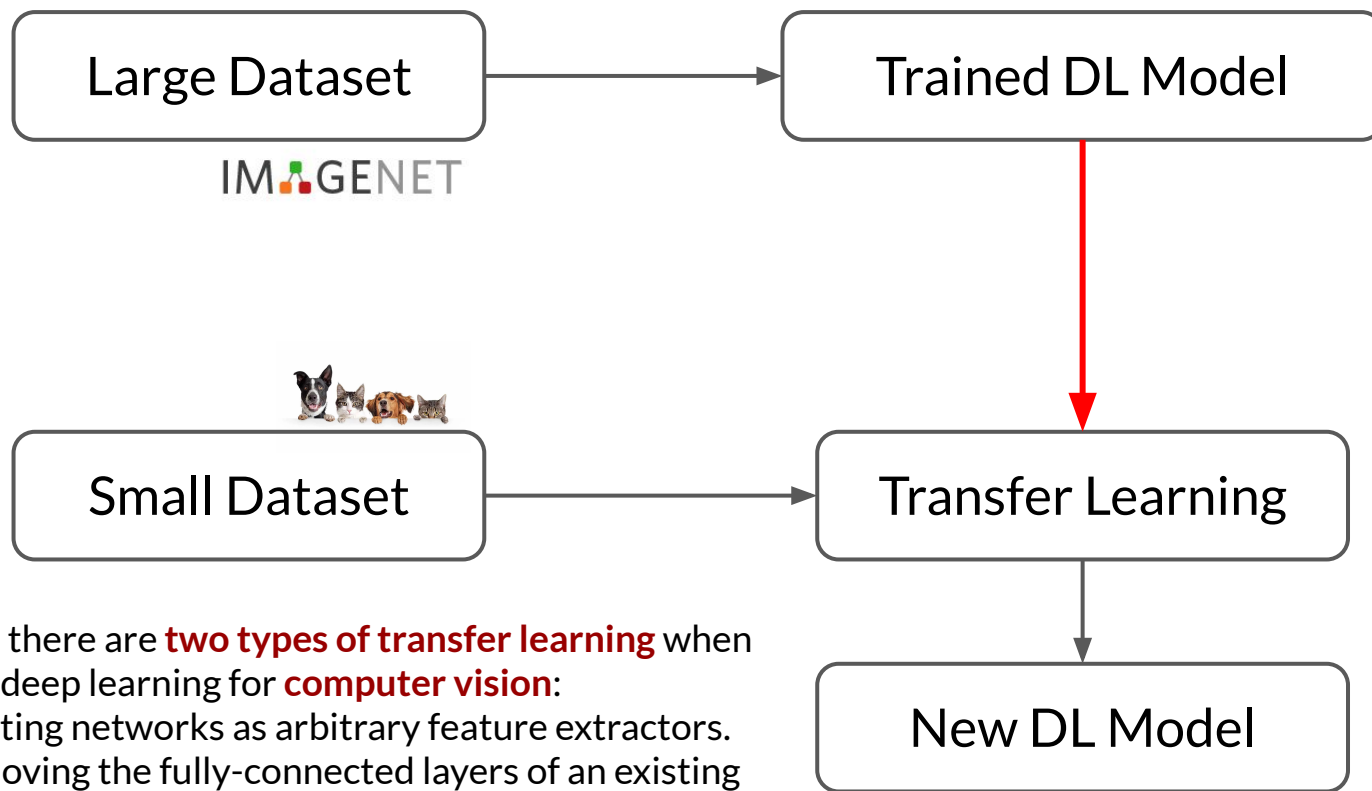 Large Dataset
Trained DL Model
IMAGENET
Small Dataset
Transfer Learning
there are two types of transfer learning when
deep learning for computer vision:
ting networks as arbitrary feature extractors.
oving the fully-connected layers of an existing
New DL Model